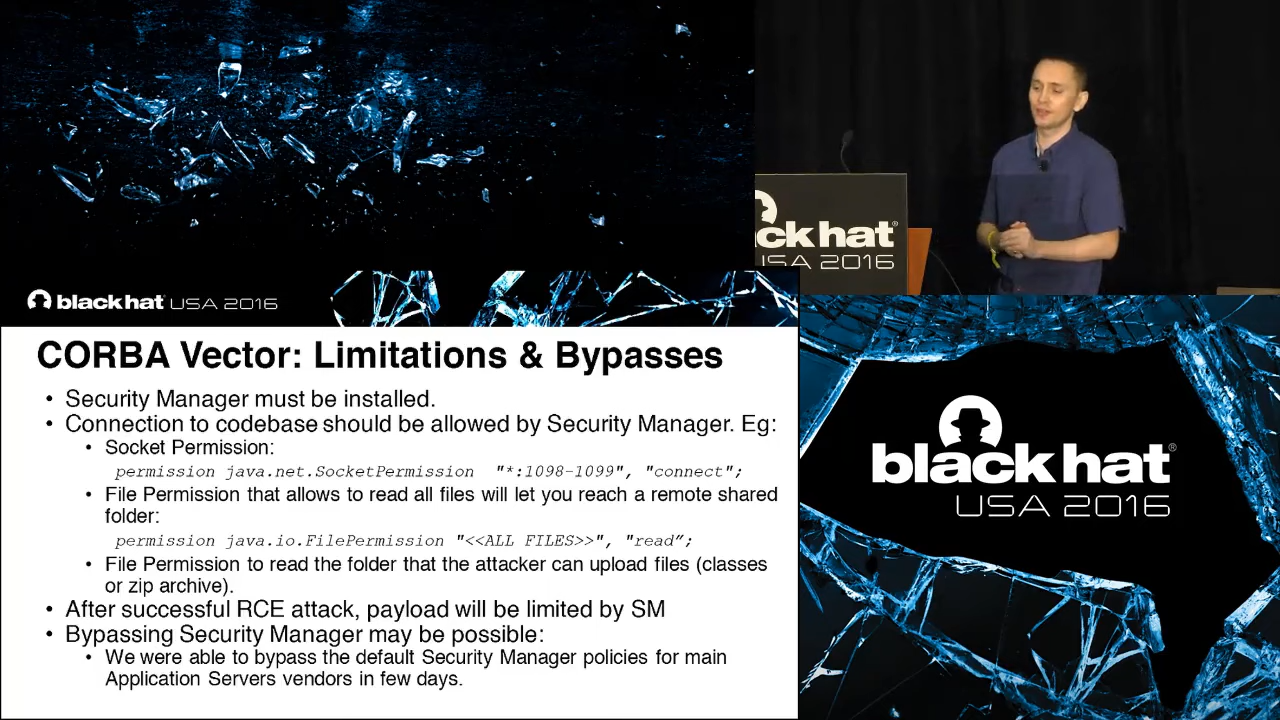 ck hat®
USA 2016
black hat USA 2016
CORBA Vector: Limitations & Bypasses
• Security Manager must be installed.
• Connection to codebase should be allowed by Security Manager. Eg:
• Socket Permission:
permission java.net.SocketPermission "*:1098-1099", "connect";
• File Permission that allows to read all files will let you reach a remote shared
folder:
permission java.io.FilePermission "<<ALL FILES>>", "read”;
• File Permission to read the folder that the attacker can upload files (classes
or zip archive).
• After successful RCE attack, payload will be limited by SM
• Bypassing Security Manager may be possible:
• We were able to bypass the default Security Manager policies for main
Application Servers vendors in few days.
black hat®
USA 2016